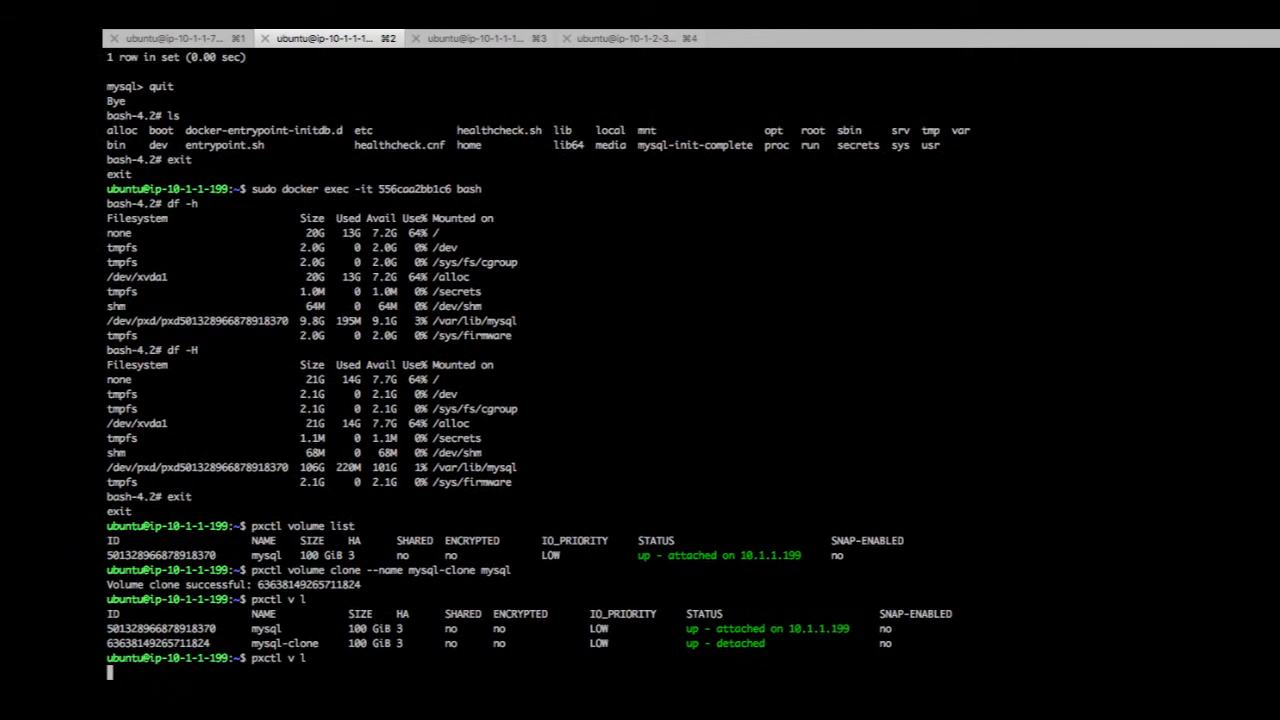 ubuntu@ip-10-1-1-7... ⌘1 ubuntu@ip-10-1-1-1... ⌘2 ubuntu@ip-10-1-1-1... ⌘3 ubuntu@ip-10-1-2-3... ⌘4
1 row in set (0.00 sec)
mysql> quit
Bye
bash-4.2# ls
alloc boot docker-entrypoint-initdb.d etc healthcheck.sh lib local mnt opt root sbin srv tmp var
bin dev entrypoint.sh healthcheck.cnf home lib64 media mysql-init-complete proc run secrets sys usr
bash-4.2# exit
exit
ubuntu@ip-10-1-1-199:~$ sudo docker exec -it 556caa2bb1c6 bash
bash-4.2# df -h
Filesystem Size Used Avail Use% Mounted on
none 20G 13G 7.2G 64% /
tmpfs 2.0G 0 2.0G 0% /dev
tmpfs 2.0G 0 2.0G 0% /sys/fs/cgroup
/dev/xvda1 20G 13G 7.2G 64% /alloc
tmpfs 1.0M 0 1.0M 0% /secrets
shm 64M 0 64M 0% /dev/shm
/dev/pxd/pxd501328966878918370 9.8G 195M 9.1G 3% /var/lib/mysql
tmpfs 2.0G 0 2.0G 0% /sys/firmware
bash-4.2# df -H
Filesystem Size Used Avail Use% Mounted on
none 21G 14G 7.7G 64% /
tmpfs 2.1G 0 2.1G 0% /dev
tmpfs 2.1G 0 2.1G 0% /sys/fs/cgroup
/dev/xvda1 21G 14G 7.7G 64% /alloc
tmpfs 1.1M 0 1.1M 0% /secrets
shm 68M 0 68M 0% /dev/shm
/dev/pxd/pxd501328966878918370 106G 220M 101G 1% /var/lib/mysql
tmpfs 2.1G 0 2.1G 0% /sys/firmware
bash-4.2# exit
exit
ubuntu@ip-10-1-1-199:~$ pxctl volume list
ID NAME SIZE HA SHARED ENCRYPTED IO_PRIORITY STATUS SNAP-ENABLED
501328966878918370 mysql 100 GiB 3 no no LOW up - attached on 10.1.1.199 no
ubuntu@ip-10-1-1-199:~$ pxctl volume clone --name mysql-clone mysql
Volume clone successful: 63638149265711824
ubuntu@ip-10-1-1-199:~$ pxctl v l
ID NAME SIZE HA SHARED ENCRYPTED IO_PRIORITY STATUS SNAP-ENABLED
501328966878918370 mysql 100 GiB 3 no no LOW up - attached on 10.1.1.199 no
63638149265711824 mysql-clone 100 GiB 3 no no LOW up - detached no
ubuntu@ip-10-1-1-199:~$ pxctl v l